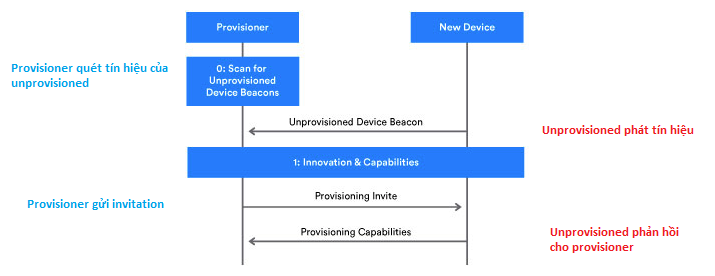 Provisioner
New Device
Provisioner quét tín hiệu của
unprovisioned
0: Scan for
Unprovisioned
Device Beacons
Unprovisioned Device Beacon
Unprovisioned phát tín hiệu
1: Innovation & Capabilities
Provisioner gửi invitation
Provisioning Invite
Provisioning Capabilities
Unprovisioned phản hồi
cho provisioner